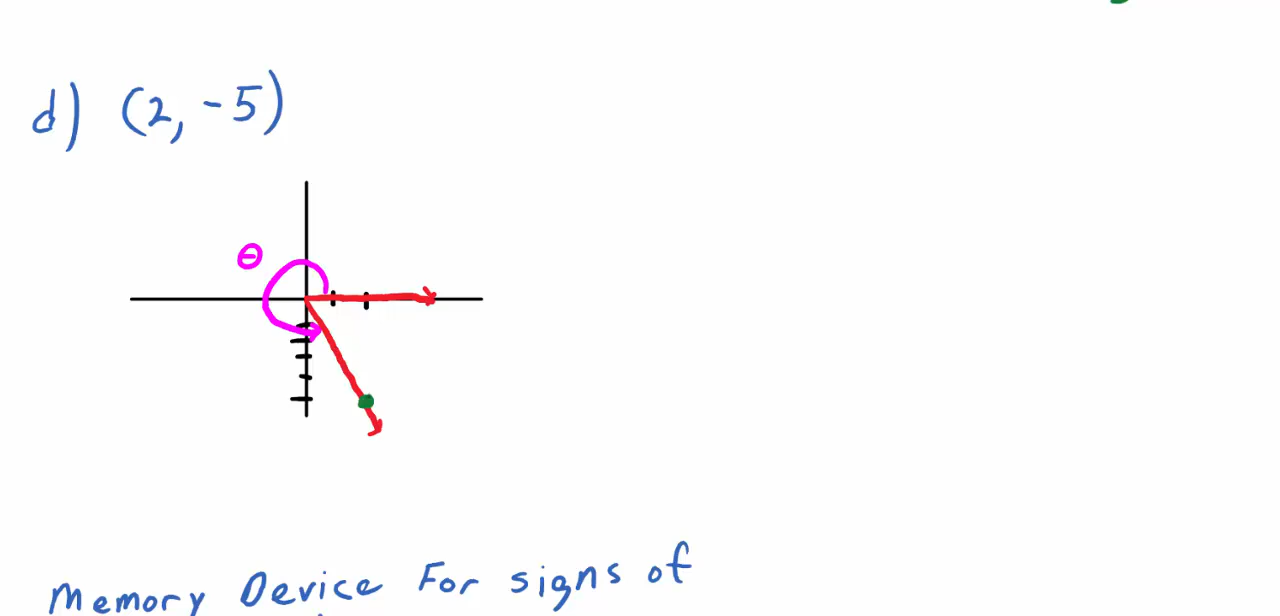 d) (2, -5)
θ
Memory Device For signs of